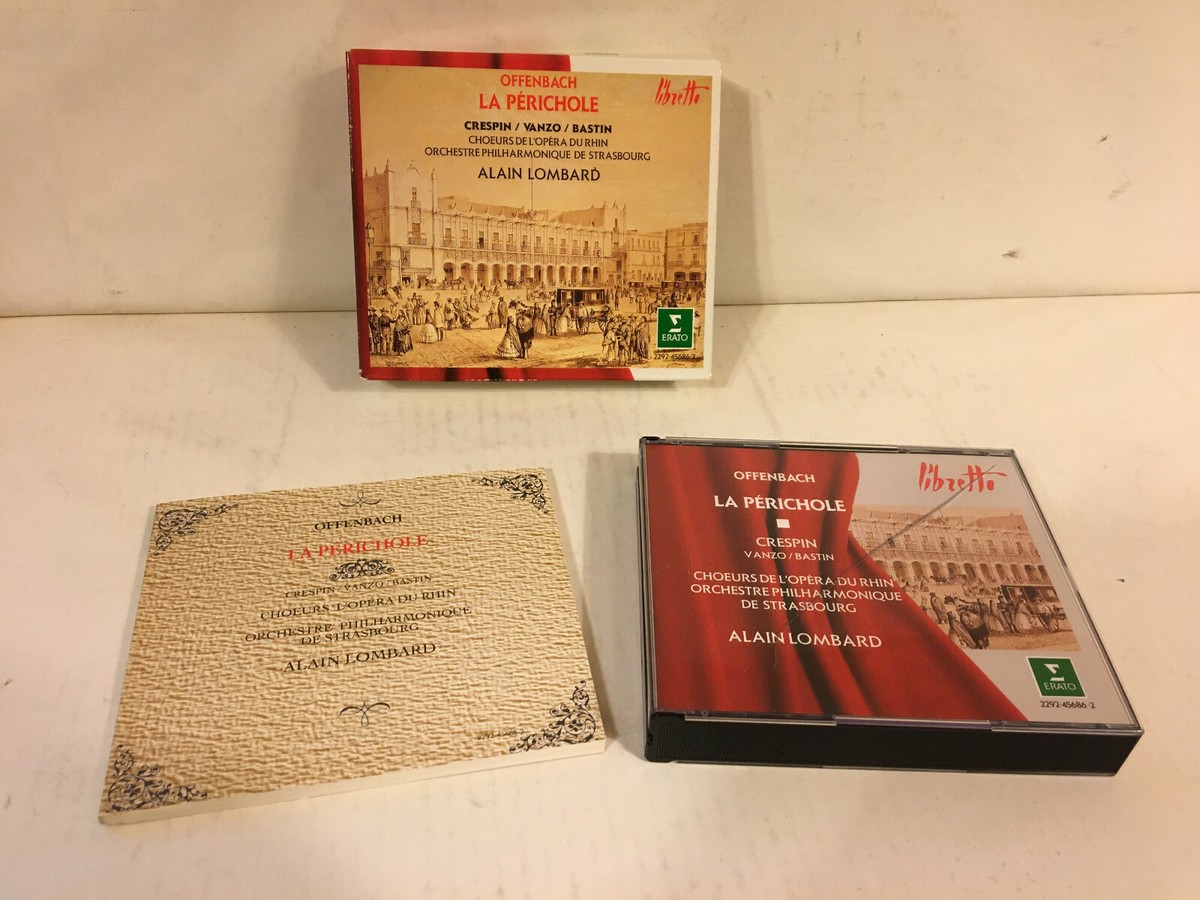 OFFENBACH
LA PÉRICHOLE
libretto
CRESPIN / VANZO / BASTIN
CHOEURS DE L'OPÉRA DU RHIN
ORCHESTRE PHILHARMONIQUE DE STRASBOURG
ALAIN LOMBARD
ERATO
2292-45686-2
OFFENBACH
LA PÉRICHOLE
CRESPIN / VANZO / BASTIN
CHOEURS L'OPÉRA DU RHIN
ORCHESTRE PHILHARMONIQUE
DE STRASBOURG
ALAIN LOMBARD
2292-45686-2
OFFENBACH
libretto
LA PÉRICHOLE
CRESPIN
VANZO / BASTIN
CHOEURS DE L'OPÉRA DU RHIN
ORCHESTRE PHILHARMONIQUE
DE STRASBOURG
ALAIN LOMBARD
ERATO
2292-45686-2